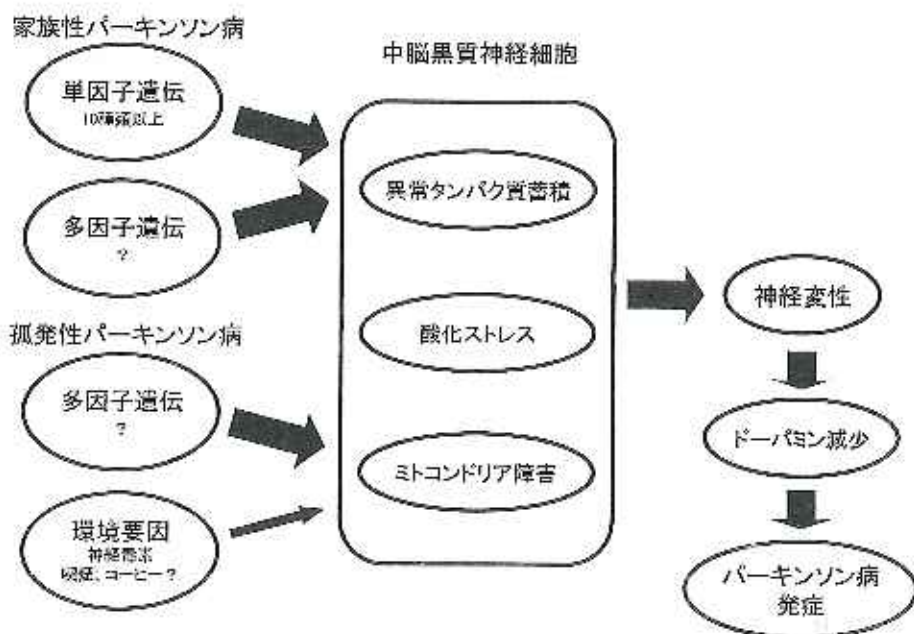 家族性パーキンソン病
単因子遺伝
10種類以上
多因子遺伝
?
孤発性パーキンソン病
多因子遺伝
?
環境要因
神経毒素
喫煙、コーヒー?
中脳黒質神経細胞
異常タンパク質蓄積
酸化ストレス
ミトコンドリア障害
神経変性
ドーパミン減少
パーキンソン病
発症